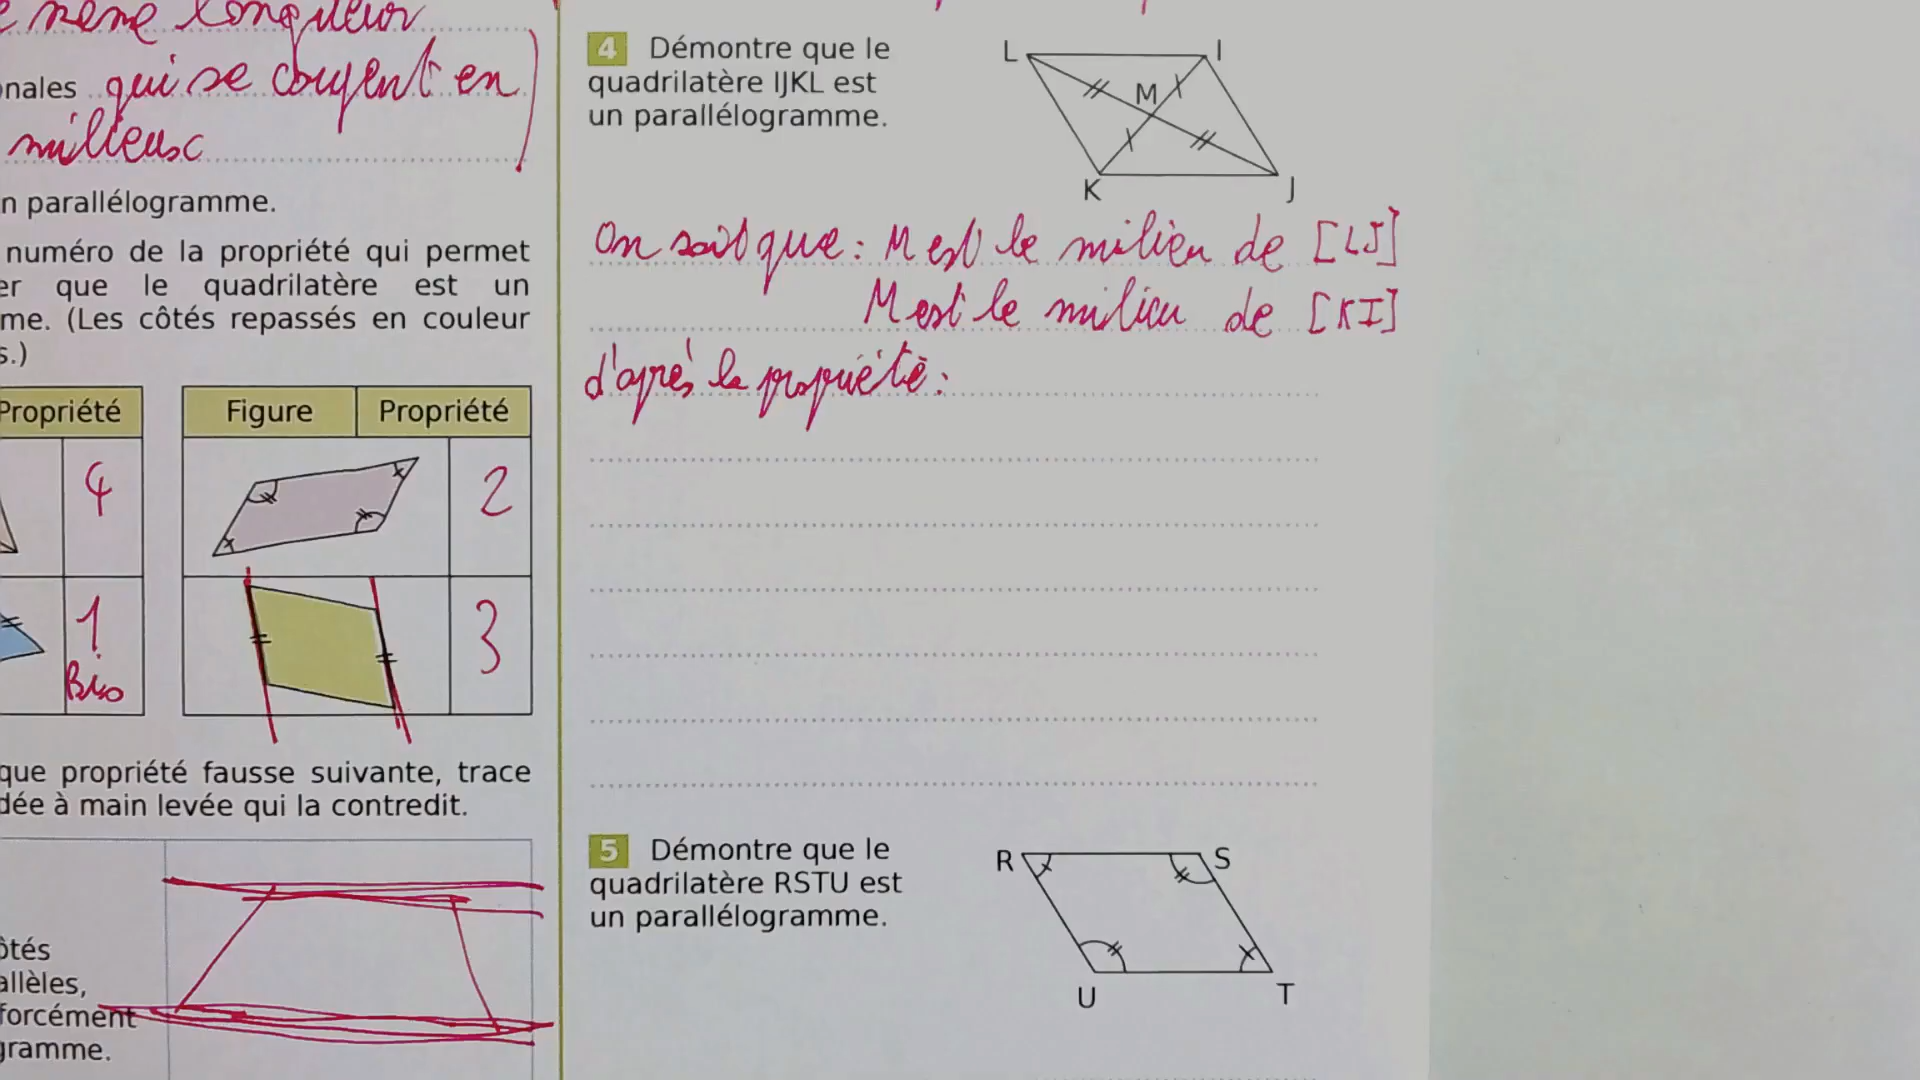 même longueur
onales qui se coupent en
milieux
n parallélogramme.
numéro de la propriété qui permet
er que le quadrilatère est un
me. (Les côtés repassés en couleur
s.)
Propriété
4
1
Bis
Figure Propriété
2
3
que propriété fausse suivante, trace
dée à main levée qui la contredit.
ôtés
allèles,
forcément
gramme.
4 Démontre que le
quadrilatère IJKL est
un parallélogramme.
L I
M
K J
On sait que : M est le milieu de [LJ]
M est le milieu de [KI]
d'après la propriété :
5 Démontre que le
quadrilatère RSTU est
un parallélogramme.
R S
U T